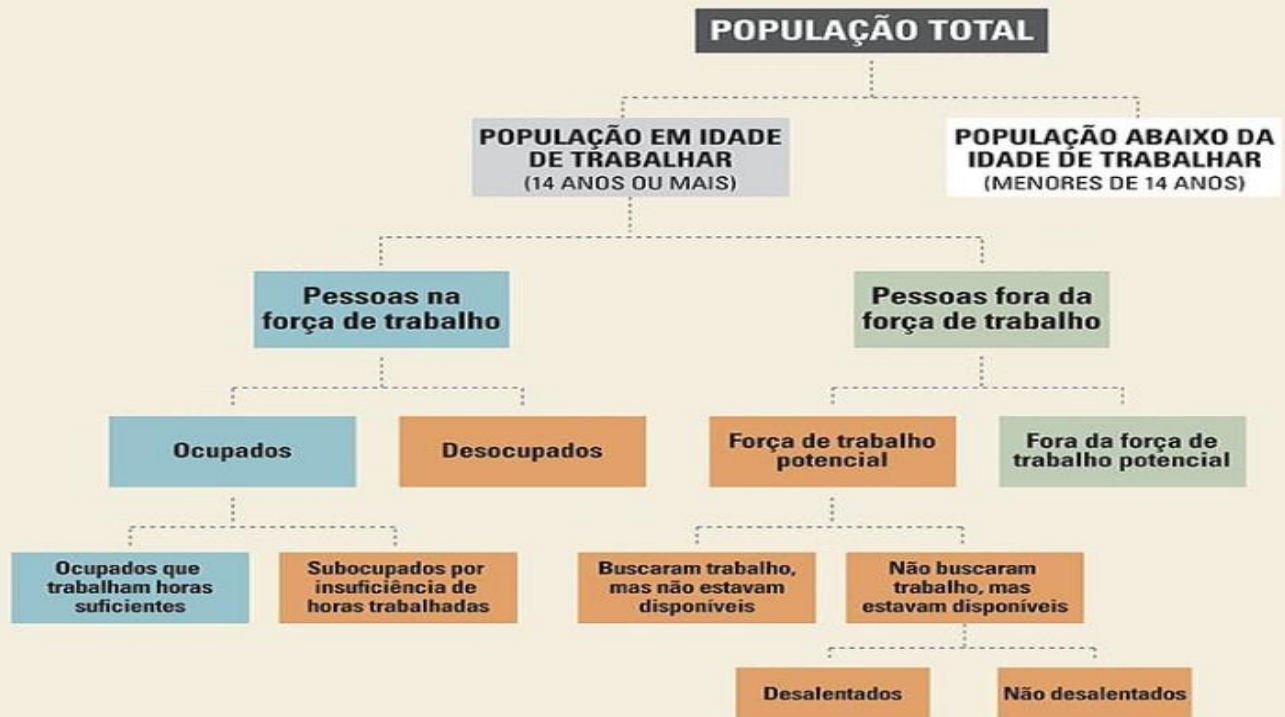 POPULAÇÃO TOTAL
POPULAÇÃO EM IDADE
DE TRABALHAR
(14 ANOS OU MAIS)
POPULAÇÃO ABAIXO DA
IDADE DE TRABALHAR
(MENORES DE 14 ANOS)
Pessoas na
força de trabalho
Pessoas fora da
força de trabalho
Ocupados
Desocupados
Força de trabalho
potencial
Fora da força de
trabalho potencial
Ocupados que
trabalham horas
suficientes
Subocupados por
insuficiência de
horas trabalhadas
Buscaram trabalho,
mas não estavam
disponíveis
Não buscaram
trabalho, mas
estavam disponíveis
Desalentados
Não desalentados